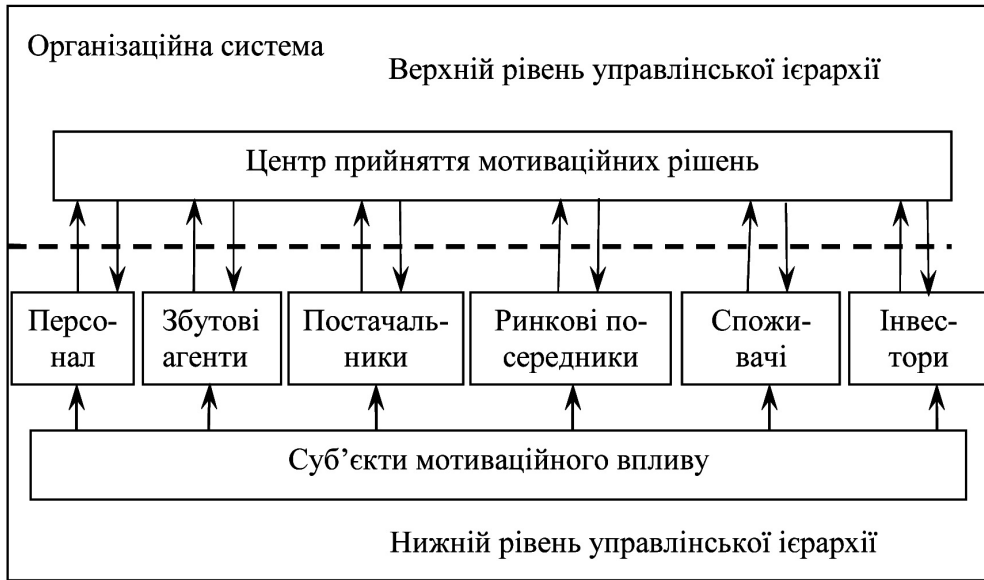 Організаційна система
Верхній рівень управлінської ієрархії
Центр прийняття мотиваційних рішень
Персо-
нал
Збутові
агенти
Постачаль-
ники
Ринкові по-
середники
Спожи-
вачі
Інвес-
тори
Суб’єкти мотиваційного впливу
Нижній рівень управлінської ієрархії